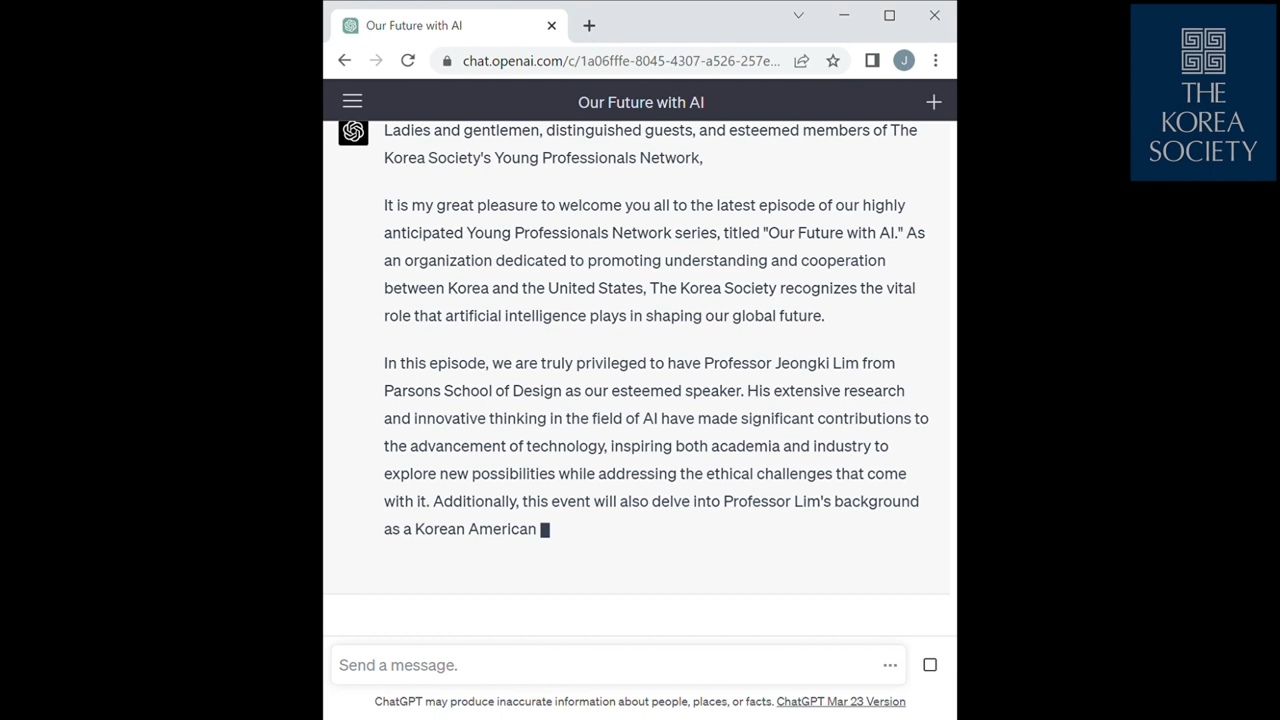 Our Future with AI
chat.openai.com/c/1a06fffe-8045-4307-a526-257e...
J
Our Future with AI
THE
KOREA
SOCIETY
Ladies and gentlemen, distinguished guests, and esteemed members of The
Korea Society's Young Professionals Network,
It is my great pleasure to welcome you all to the latest episode of our highly
anticipated Young Professionals Network series, titled "Our Future with AI." As
an organization dedicated to promoting understanding and cooperation
between Korea and the United States, The Korea Society recognizes the vital
role that artificial intelligence plays in shaping our global future.
In this episode, we are truly privileged to have Professor Jeongki Lim from
Parsons School of Design as our esteemed speaker. His extensive research
and innovative thinking in the field of AI have made significant contributions to
the advancement of technology, inspiring both academia and industry to
explore new possibilities while addressing the ethical challenges that come
with it. Additionally, this event will also delve into Professor Lim's background
as a Korean American
Send a message.
ChatGPT may produce inaccurate information about people, places, or facts. ChatGPT Mar 23 Version